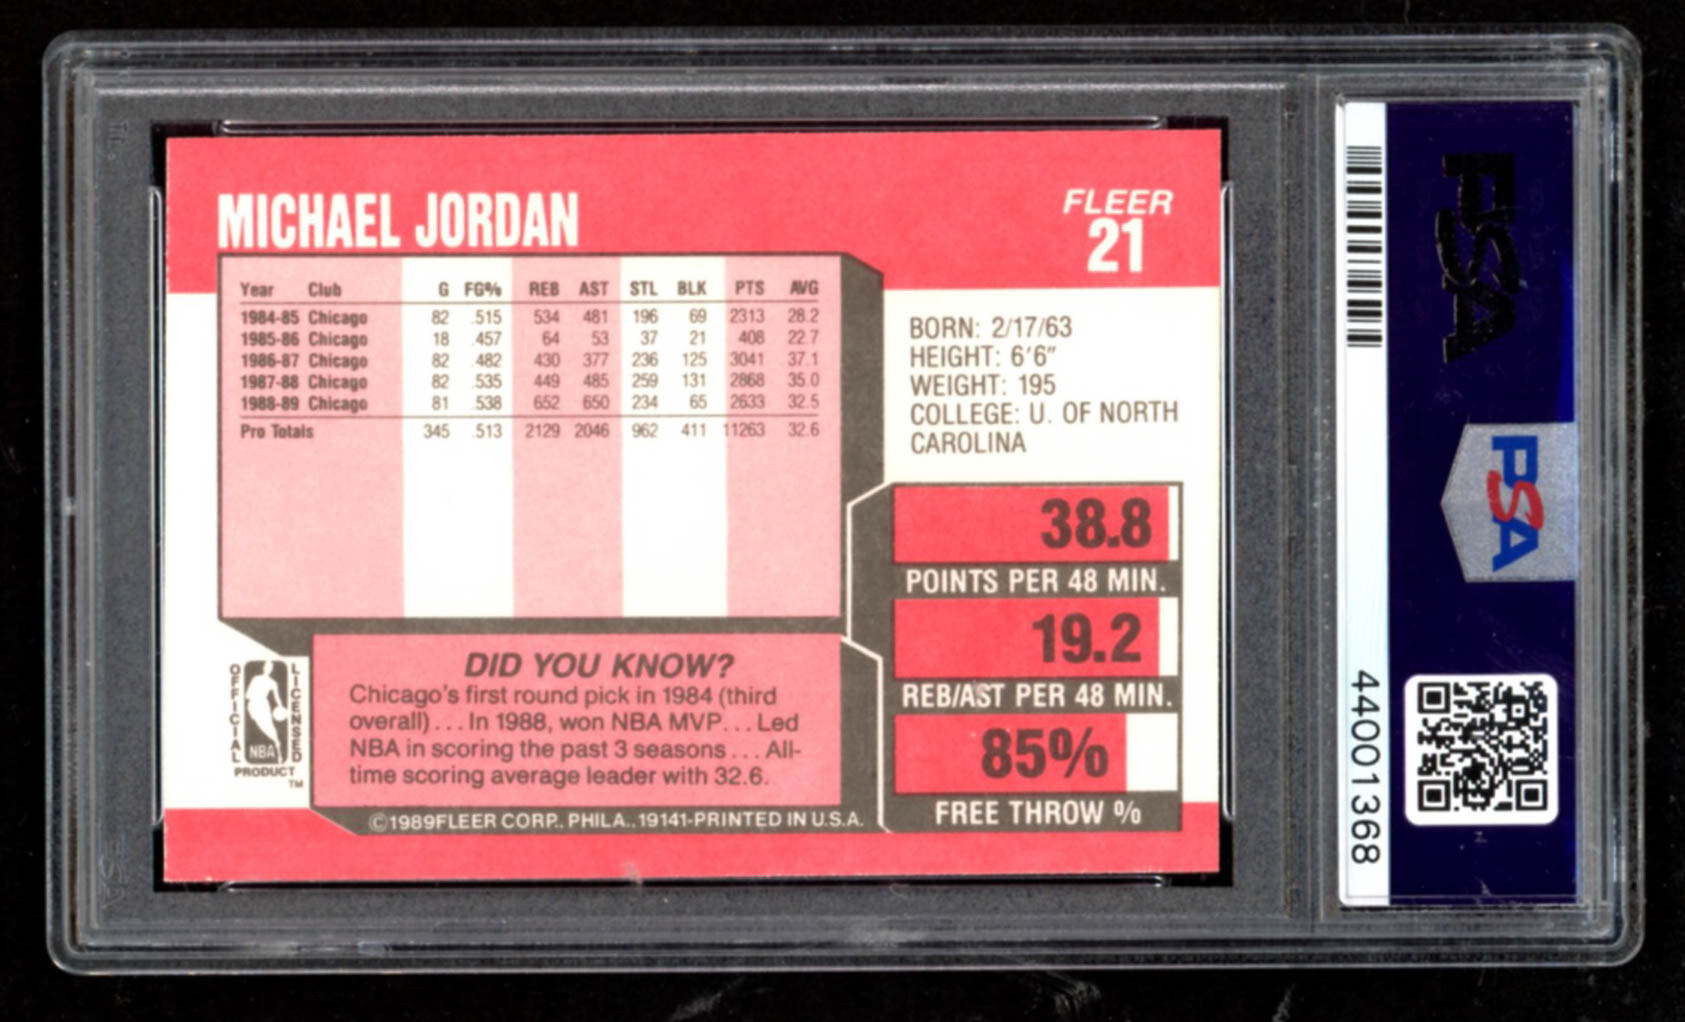 MICHAEL JORDAN
FLEER
21
Year Club G FG% REB AST STL BLK PTS AVG
1984-85 Chicago 82 .515 534 481 196 69 2313 28.2
1985-86 Chicago 18 .457 64 53 37 21 408 22.7
1986-87 Chicago 82 .482 430 377 236 125 3041 37.1
1987-88 Chicago 82 .535 449 485 259 131 2868 35.0
1988-89 Chicago 81 .538 652 650 234 65 2633 32.5
Pro Totals 345 .513 2129 2046 962 411 11263 32.6
BORN: 2/17/63
HEIGHT: 6'6"
WEIGHT: 195
COLLEGE: U. OF NORTH
CAROLINA
38.8
POINTS PER 48 MIN.
19.2
REB/AST PER 48 MIN.
85%
FREE THROW %
OFFICIAL
LICENSED
NBA
PRODUCT
TM
DID YOU KNOW?
Chicago's first round pick in 1984 (third
overall)... In 1988, won NBA MVP... Led
NBA in scoring the past 3 seasons... All-
time scoring average leader with 32.6.
©1989FLEER CORP., PHILA., 19141-PRINTED IN U.S.A.
PSA
PSA
44001368